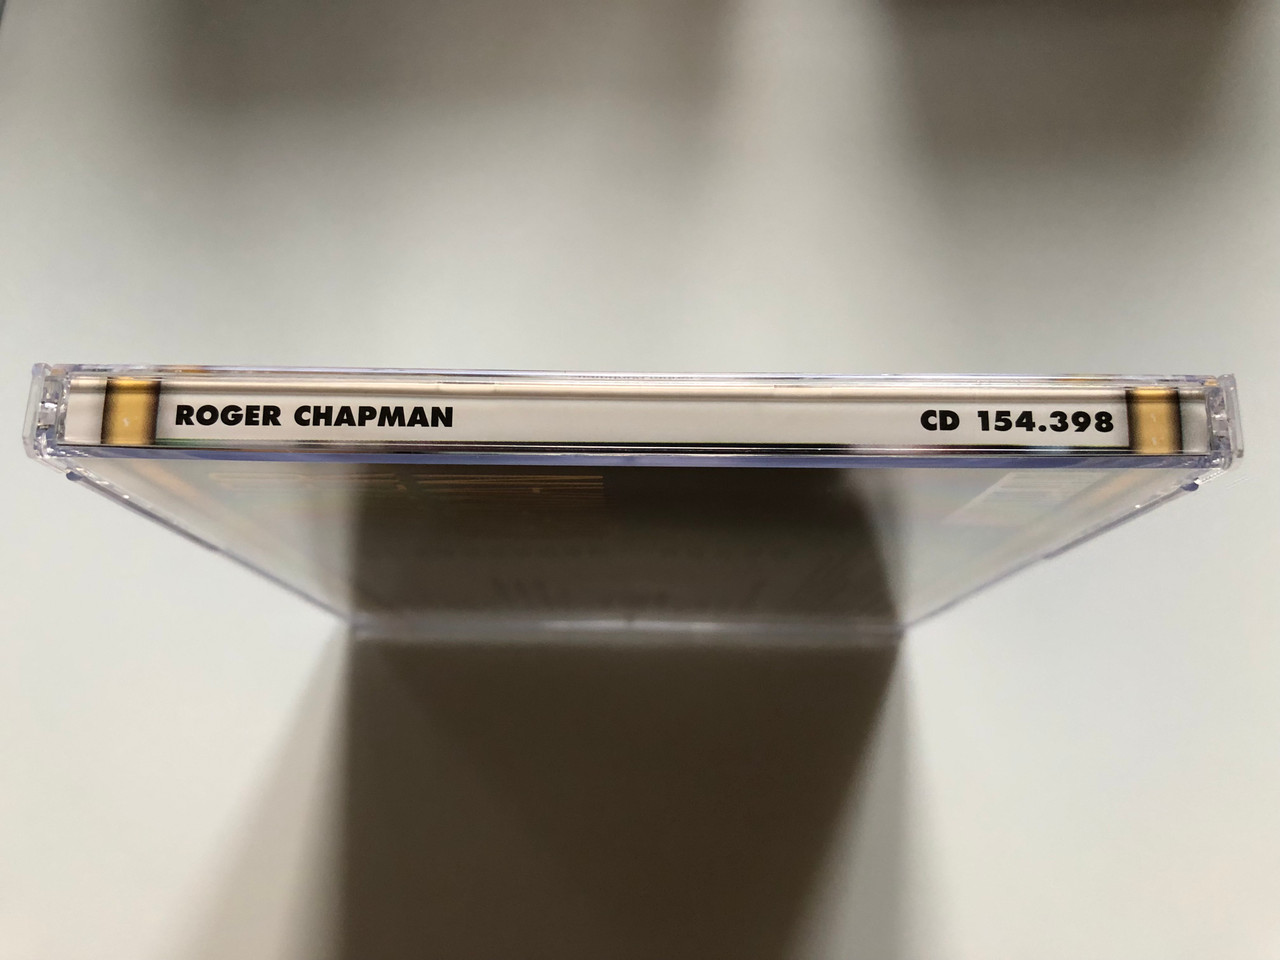 ROGER CHAPMAN CD 154.398